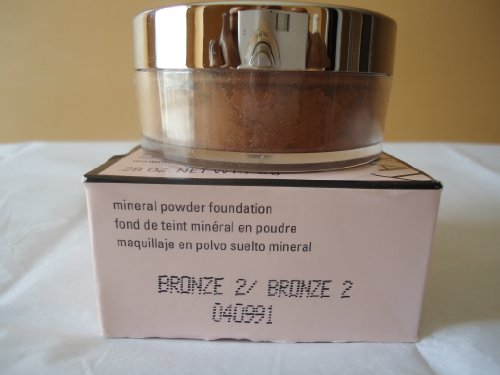 mineral powder foundation
fond de teint minéral en poudre
maquillaje en polvo suelto mineral
BRONZE 2/ BRONZE 2
040991